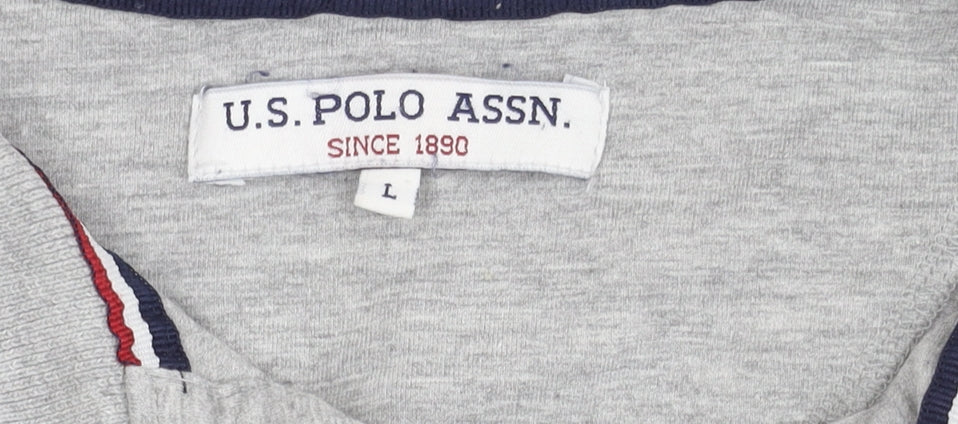 U.S. POLO ASSN.
SINCE 1890
L